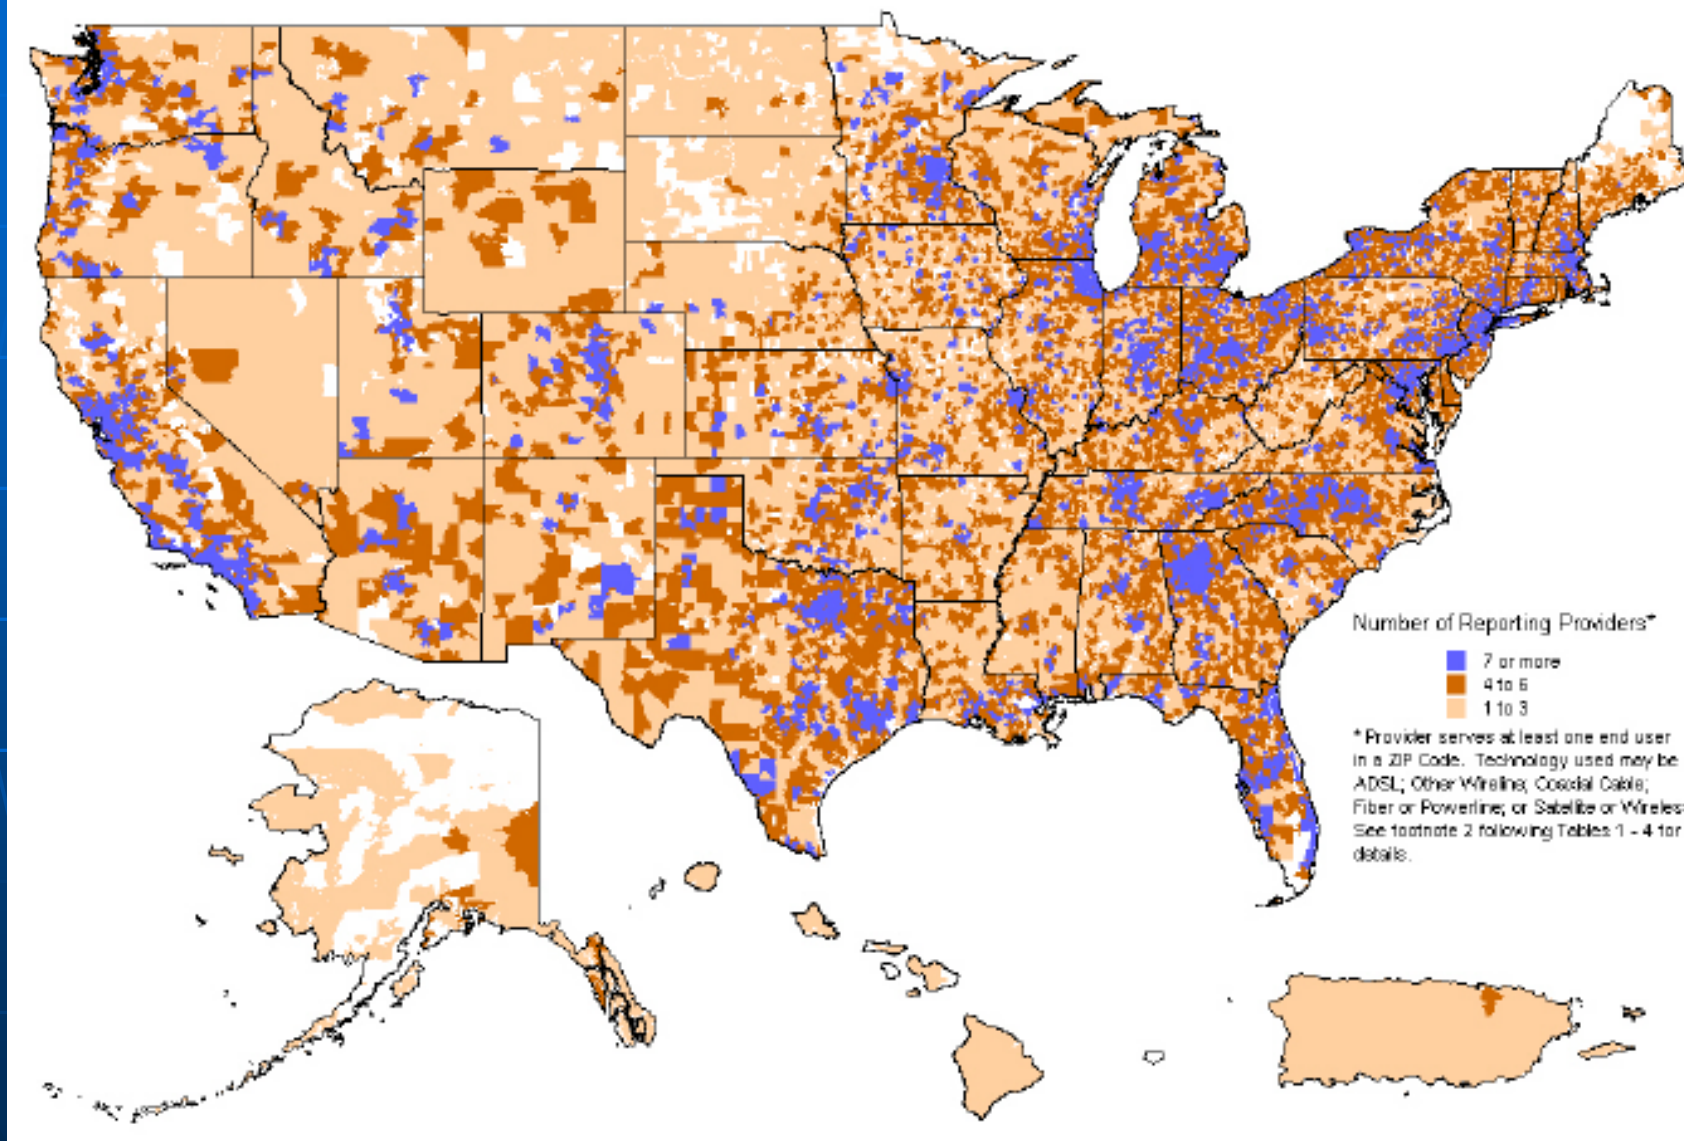 Number of Reporting Providers*
7 or more
4 to 6
1 to 3
* Provider serves at least one end user
in a ZIP Code. Technology used may be
ADSL; Other Wireline; Coaxial Cable;
Fiber or Powerline; or Satellite or Wireles
See footnote 2 following Tables 1 - 4 for
details.